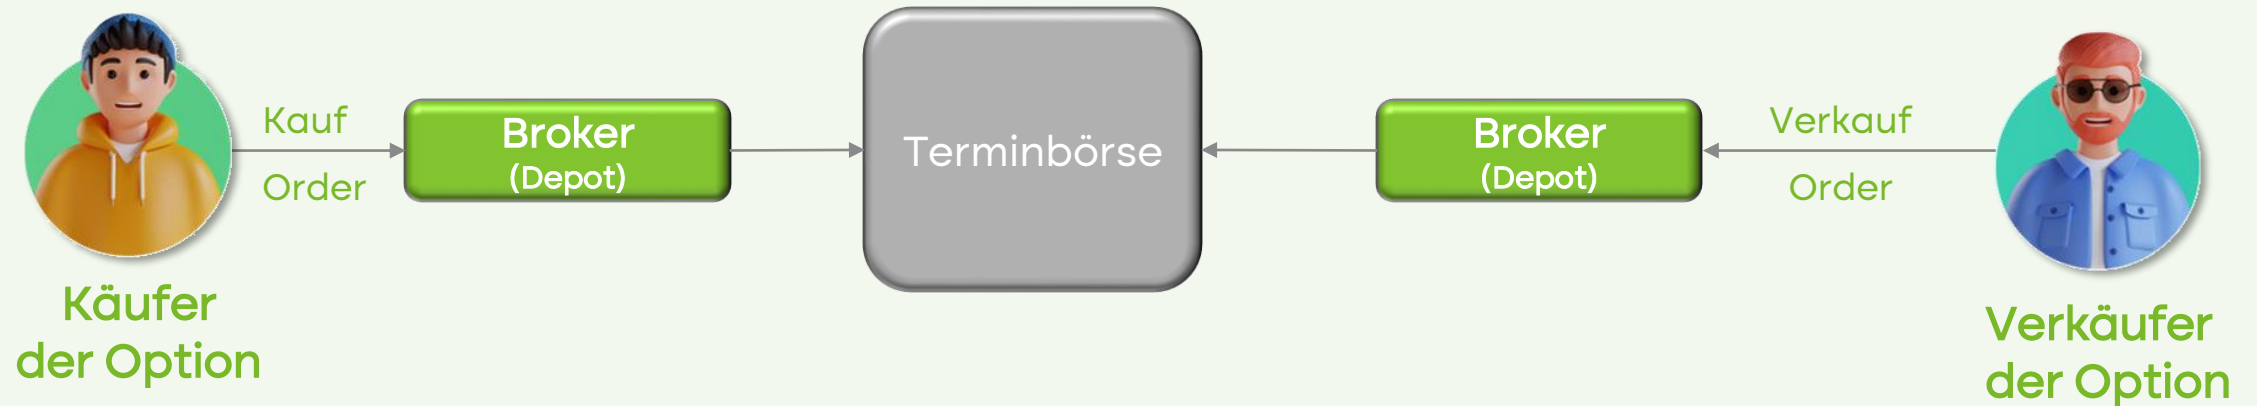 Kauf
Order
Broker
(Depot)
Terminbörse
Broker
(Depot)
Verkauf
Order
Käufer
der Option
Verkäufer
der Option